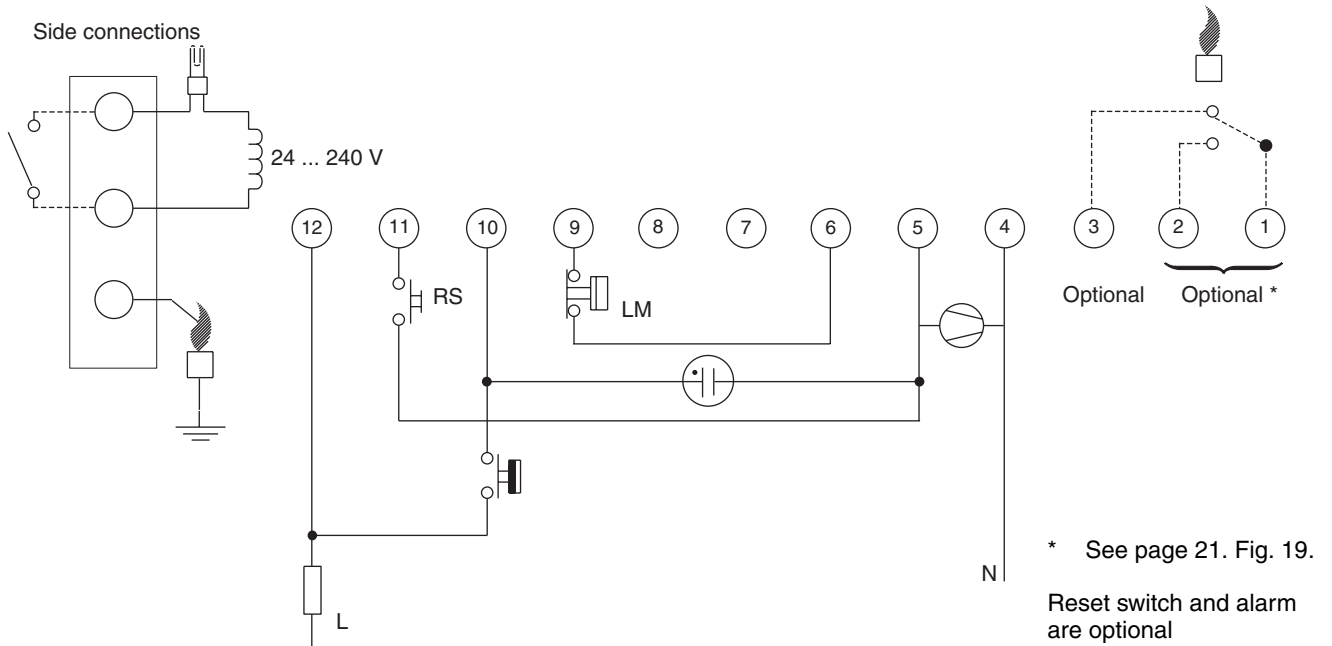 Side connections
24 ... 240 V
12 11 10 9 8 7 6 5 4 3 2 1
RS
LM
Optional Optional *
N
L
* See page 21. Fig. 19.
Reset switch and alarm
are optional